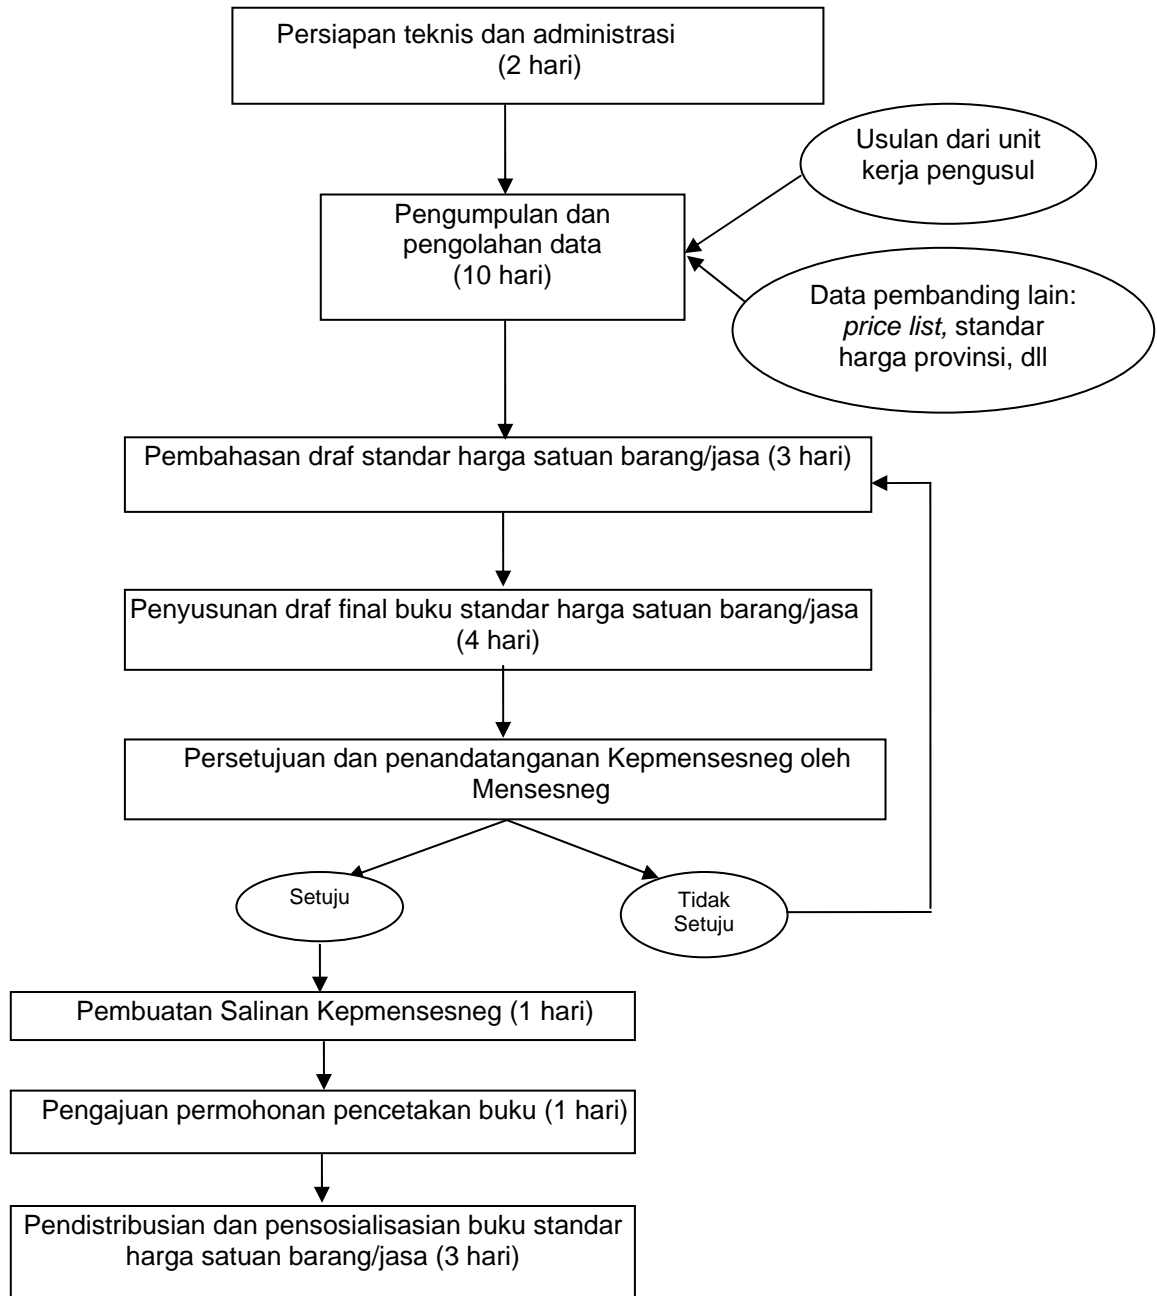 Persiapan teknis dan administrasi
(2 hari)
Usulan dari unit
kerja pengusul
Pengumpulan dan
pengolahan data
(10 hari)
Data pembanding lain:
price list, standar
harga provinsi, dll
Pembahasan draf standar harga satuan barang/jasa (3 hari)
Penyusunan draf final buku standar harga satuan barang/jasa
(4 hari)
Persetujuan dan penandatanganan Kepmensesneg oleh
Mensesneg
Setuju
Tidak
Setuju
Pembuatan Salinan Kepmensesneg (1 hari)
Pengajuan permohonan pencetakan buku (1 hari)
Pendistribusian dan pensosialisasian buku standar
harga satuan barang/jasa (3 hari)